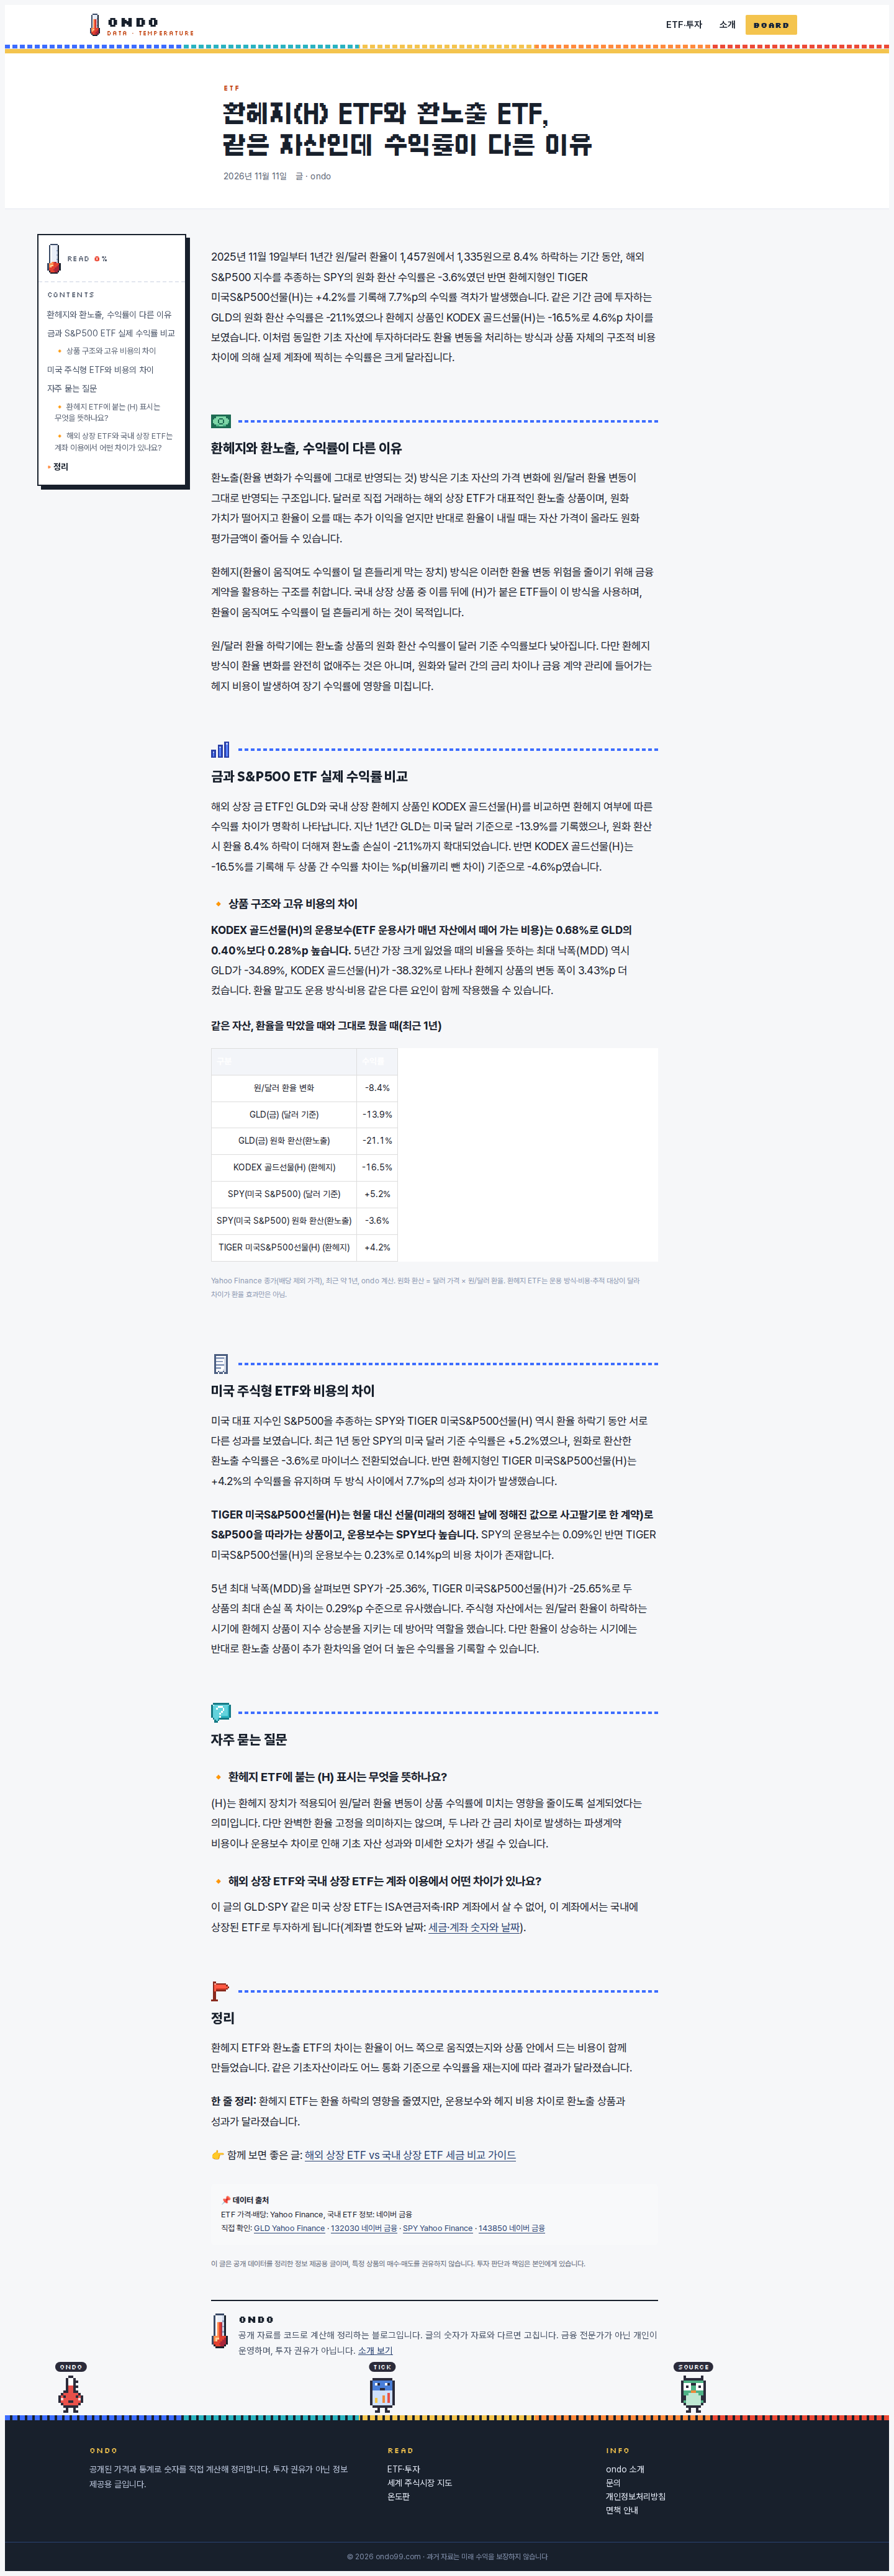 ONDO
DATA · TEMPERATURE
ETF·투자
소개
BOARD
ETF
환헤지(H) ETF와 환노출 ETF,
같은 자산인데 수익률이 다른 이유
2026년 11월 11일 글 · ondo
READ 0%
CONTENTS
환헤지와 환노출, 수익률이 다른 이유
금과 S&P500 ETF 실제 수익률 비교
상품 구조와 고유 비용의 차이
미국 주식형 ETF와 비용의 차이
자주 묻는 질문
환헤지 ETF에 붙는 (H) 표시는
무엇을 뜻하나요?
해외 상장 ETF와 국내 상장 ETF는
계좌 이용에서 어떤 차이가 있나요?
정리
2025년 11월 19일부터 1년간 원/달러 환율이 1,457원에서 1,335원으로 8.4% 하락하는 기간 동안, 해외
S&P500 지수를 추종하는 SPY의 원화 환산 수익률은 -3.6%였던 반면 환헤지형인 TIGER
미국S&P500선물(H)는 +4.2%를 기록해 7.7%p의 수익률 격차가 발생했습니다. 같은 기간 금에 투자하는
GLD의 원화 환산 수익률은 -21.1%였으나 환헤지 상품인 KODEX 골드선물(H)는 -16.5%로 4.6%p 차이를
보였습니다. 이처럼 동일한 기초 자산에 투자하더라도 환율 변동을 처리하는 방식과 상품 자체의 구조적 비용
차이에 의해 실제 계좌에 찍히는 수익률은 크게 달라집니다.
환헤지와 환노출, 수익률이 다른 이유
환노출(환율 변화가 수익률에 그대로 반영되는 것) 방식은 기초 자산의 가격 변화에 원/달러 환율 변동이
그대로 반영되는 구조입니다. 달러로 직접 거래하는 해외 상장 ETF가 대표적인 환노출 상품이며, 원화
가치가 떨어지고 환율이 오를 때는 추가 이익을 얻지만 반대로 환율이 내릴 때는 자산 가격이 올라도 원화
평가금액이 줄어들 수 있습니다.
환헤지(환율이 움직여도 수익률이 덜 흔들리게 막는 장치) 방식은 이러한 환율 변동 위험을 줄이기 위해 금융
계약을 활용하는 구조를 취합니다. 국내 상장 상품 중 이름 뒤에 (H)가 붙은 ETF들이 이 방식을 사용하며,
환율이 움직여도 수익률이 덜 흔들리게 하는 것이 목적입니다.
원/달러 환율 하락기에는 환노출 상품의 원화 환산 수익률이 달러 기준 수익률보다 낮아집니다. 다만 환헤지
방식이 환율 변화를 완전히 없애주는 것은 아니며, 원화와 달러 간의 금리 차이나 금융 계약 관리에 들어가는
헤지 비용이 발생하여 장기 수익률에 영향을 미칩니다.
금과 S&P500 ETF 실제 수익률 비교
해외 상장 금 ETF인 GLD와 국내 상장 환헤지 상품인 KODEX 골드선물(H)를 비교하면 환헤지 여부에 따른
수익률 차이가 명확히 나타납니다. 지난 1년간 GLD는 미국 달러 기준으로 -13.9%를 기록했으나, 원화 환산
시 환율 8.4% 하락이 더해져 환노출 손실이 -21.1%까지 확대되었습니다. 반면 KODEX 골드선물(H)는
-16.5%를 기록해 두 상품 간 수익률 차이는 %p(비율끼리 뺀 차이) 기준으로 -4.6%p였습니다.
상품 구조와 고유 비용의 차이
KODEX 골드선물(H)의 운용보수(ETF 운용사가 매년 자산에서 떼어 가는 비용)는 0.68%로 GLD의
0.40%보다 0.28%p 높습니다. 5년간 가장 크게 잃었을 때의 비율을 뜻하는 최대 낙폭(MDD) 역시
GLD가 -34.89%, KODEX 골드선물(H)가 -38.32%로 나타나 환헤지 상품의 변동 폭이 3.43%p 더
컸습니다. 환율 말고도 운용 방식·비용 같은 다른 요인이 함께 작용했을 수 있습니다.
같은 자산, 환율을 막았을 때와 그대로 뒀을 때(최근 1년)
원/달러 환율 변화 -8.4%
GLD(금) (달러 기준) -13.9%
GLD(금) 원화 환산(환노출) -21.1%
KODEX 골드선물(H) (환헤지) -16.5%
SPY(미국 S&P500) (달러 기준) +5.2%
SPY(미국 S&P500) 원화 환산(환노출) -3.6%
TIGER 미국S&P500선물(H) (환헤지) +4.2%
Yahoo Finance 종가(배당 제외 가격), 최근 약 1년, ondo 계산. 원화 환산 = 달러 가격 × 원/달러 환율. 환헤지 ETF는 운용 방식·비용·추적 대상이 달라
차이가 환율 효과만은 아님.
미국 주식형 ETF와 비용의 차이
미국 대표 지수인 S&P500을 추종하는 SPY와 TIGER 미국S&P500선물(H) 역시 환율 하락기 동안 서로
다른 성과를 보였습니다. 최근 1년 동안 SPY의 미국 달러 기준 수익률은 +5.2%였으나, 원화로 환산한
환노출 수익률은 -3.6%로 마이너스 전환되었습니다. 반면 환헤지형인 TIGER 미국S&P500선물(H)는
+4.2%의 수익률을 유지하며 두 방식 사이에서 7.7%p의 성과 차이가 발생했습니다.
TIGER 미국S&P500선물(H)는 현물 대신 선물(미래의 정해진 날에 정해진 값으로 사고팔기로 한 계약)로
S&P500을 따라가는 상품이고, 운용보수는 SPY보다 높습니다. SPY의 운용보수는 0.09%인 반면 TIGER
미국S&P500선물(H)의 운용보수는 0.23%로 0.14%p의 비용 차이가 존재합니다.
5년 최대 낙폭(MDD)을 살펴보면 SPY가 -25.36%, TIGER 미국S&P500선물(H)가 -25.65%로 두
상품의 최대 손실 폭 차이는 0.29%p 수준으로 유사했습니다. 주식형 자산에서는 원/달러 환율이 하락하는
시기에 환헤지 상품이 지수 상승분을 지키는 데 방어막 역할을 했습니다. 다만 환율이 상승하는 시기에는
반대로 환노출 상품이 추가 환차익을 얻어 더 높은 수익률을 기록할 수 있습니다.
자주 묻는 질문
환헤지 ETF에 붙는 (H) 표시는 무엇을 뜻하나요?
(H)는 환헤지 장치가 적용되어 원/달러 환율 변동이 상품 수익률에 미치는 영향을 줄이도록 설계되었다는
의미입니다. 다만 완벽한 환율 고정을 의미하지는 않으며, 두 나라 간 금리 차이로 발생하는 파생계약
비용이나 운용보수 차이로 인해 기초 자산 성과와 미세한 오차가 생길 수 있습니다.
해외 상장 ETF와 국내 상장 ETF는 계좌 이용에서 어떤 차이가 있나요?
이 글의 GLD·SPY 같은 미국 상장 ETF는 ISA·연금저축·IRP 계좌에서 살 수 없어, 이 계좌에서는 국내에
상장된 ETF로 투자하게 됩니다(계좌별 한도와 날짜: 세금·계좌 숫자와 날짜).
정리
환헤지 ETF와 환노출 ETF의 차이는 환율이 어느 쪽으로 움직였는지와 상품 안에서 드는 비용이 함께
만들었습니다. 같은 기초자산이라도 어느 통화 기준으로 수익률을 재는지에 따라 결과가 달라졌습니다.
한 줄 정리: 환헤지 ETF는 환율 하락의 영향을 줄였지만, 운용보수와 헤지 비용 차이로 환노출 상품과
성과가 달라졌습니다.
👉 함께 보면 좋은 글: 해외 상장 ETF vs 국내 상장 ETF 세금 비교 가이드
📌 데이터 출처
ETF 가격·배당: Yahoo Finance, 국내 ETF 정보: 네이버 금융
직접 확인: GLD Yahoo Finance · 132030 네이버 금융 · SPY Yahoo Finance · 143850 네이버 금융
이 글은 공개 데이터를 정리한 정보 제공용 글이며, 특정 상품의 매수·매도를 권유하지 않습니다. 투자 판단과 책임은 본인에게 있습니다.
ONDO
공개 자료를 코드로 계산해 정리하는 블로그입니다. 글의 숫자가 자료와 다르면 고칩니다. 금융 전문가가 아닌 개인이
운영하며, 투자 권유가 아닙니다. 소개 보기
ONDO
TICK
SOURCE
ONDO
공개된 가격과 통계로 숫자를 직접 계산해 정리합니다. 투자 권유가 아닌 정보
제공용 글입니다.
READ
ETF·투자
세계 주식시장 지도
온도판
INFO
ondo 소개
문의
개인정보처리방침
면책 안내
© 2026 ondo99.com · 과거 자료는 미래 수익을 보장하지 않습니다